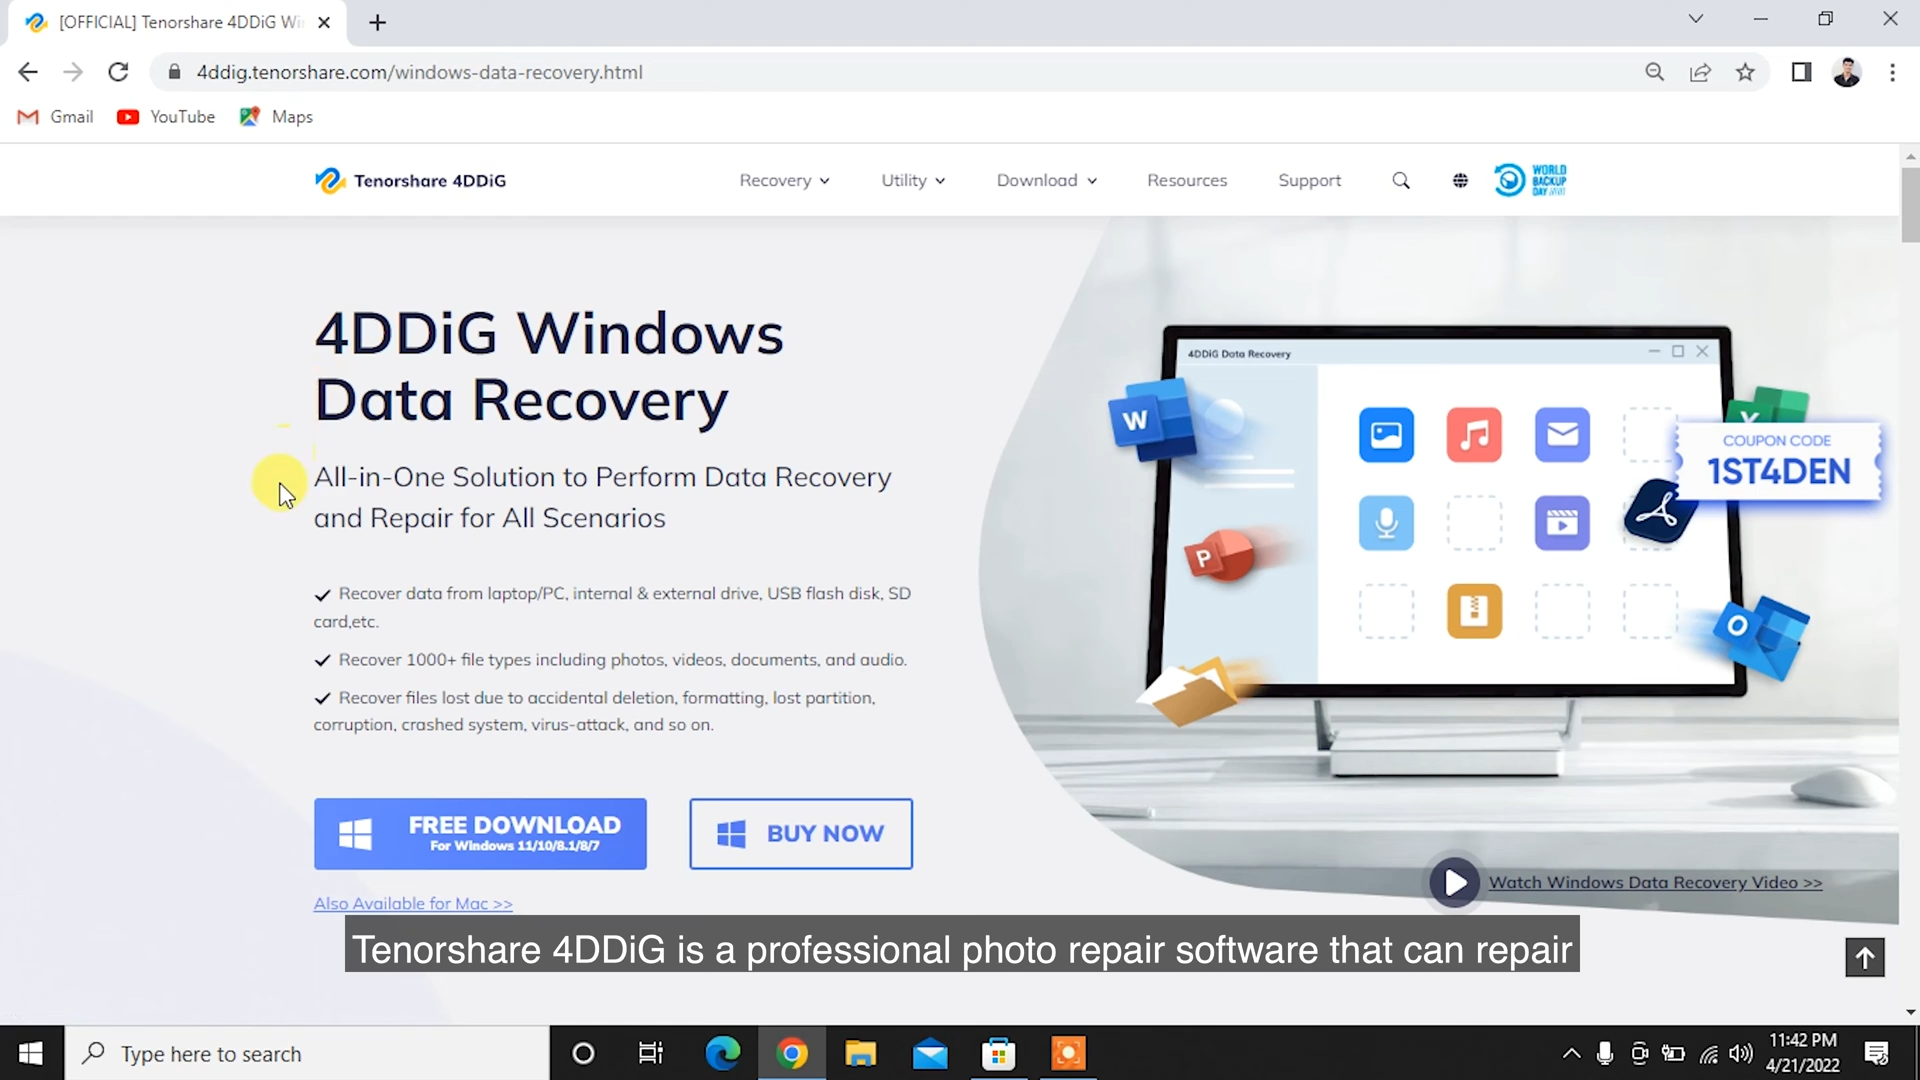 [OFFICIAL] Tenorshare 4DDiG Wi
4ddig.tenorshare.com/windows-data-recovery.html
Gmail
YouTube
Maps
Tenorshare 4DDiG
Recovery
Utility
Download
Resources
Support
WORLD
BACKUP
DAY
4DDiG Windows
Data Recovery
All-in-One Solution to Perform Data Recovery
and Repair for All Scenarios
Recover data from laptop/PC, internal & external drive, USB flash disk, SD
card,etc.
Recover 1000+ file types including photos, videos, documents, and audio.
Recover files lost due to accidental deletion, formatting, lost partition,
corruption, crashed system, virus-attack, and so on.
FREE DOWNLOAD
For Windows 11/10/8.1/8/7
BUY NOW
Also Available for Mac >>
4DDiG Data Recovery
W
P
X
O
COUPON CODE
1ST4DEN
Watch Windows Data Recovery Video >>
Tenorshare 4DDiG is a professional photo repair software that can repair
Type here to search
11:42 PM
4/21/2022